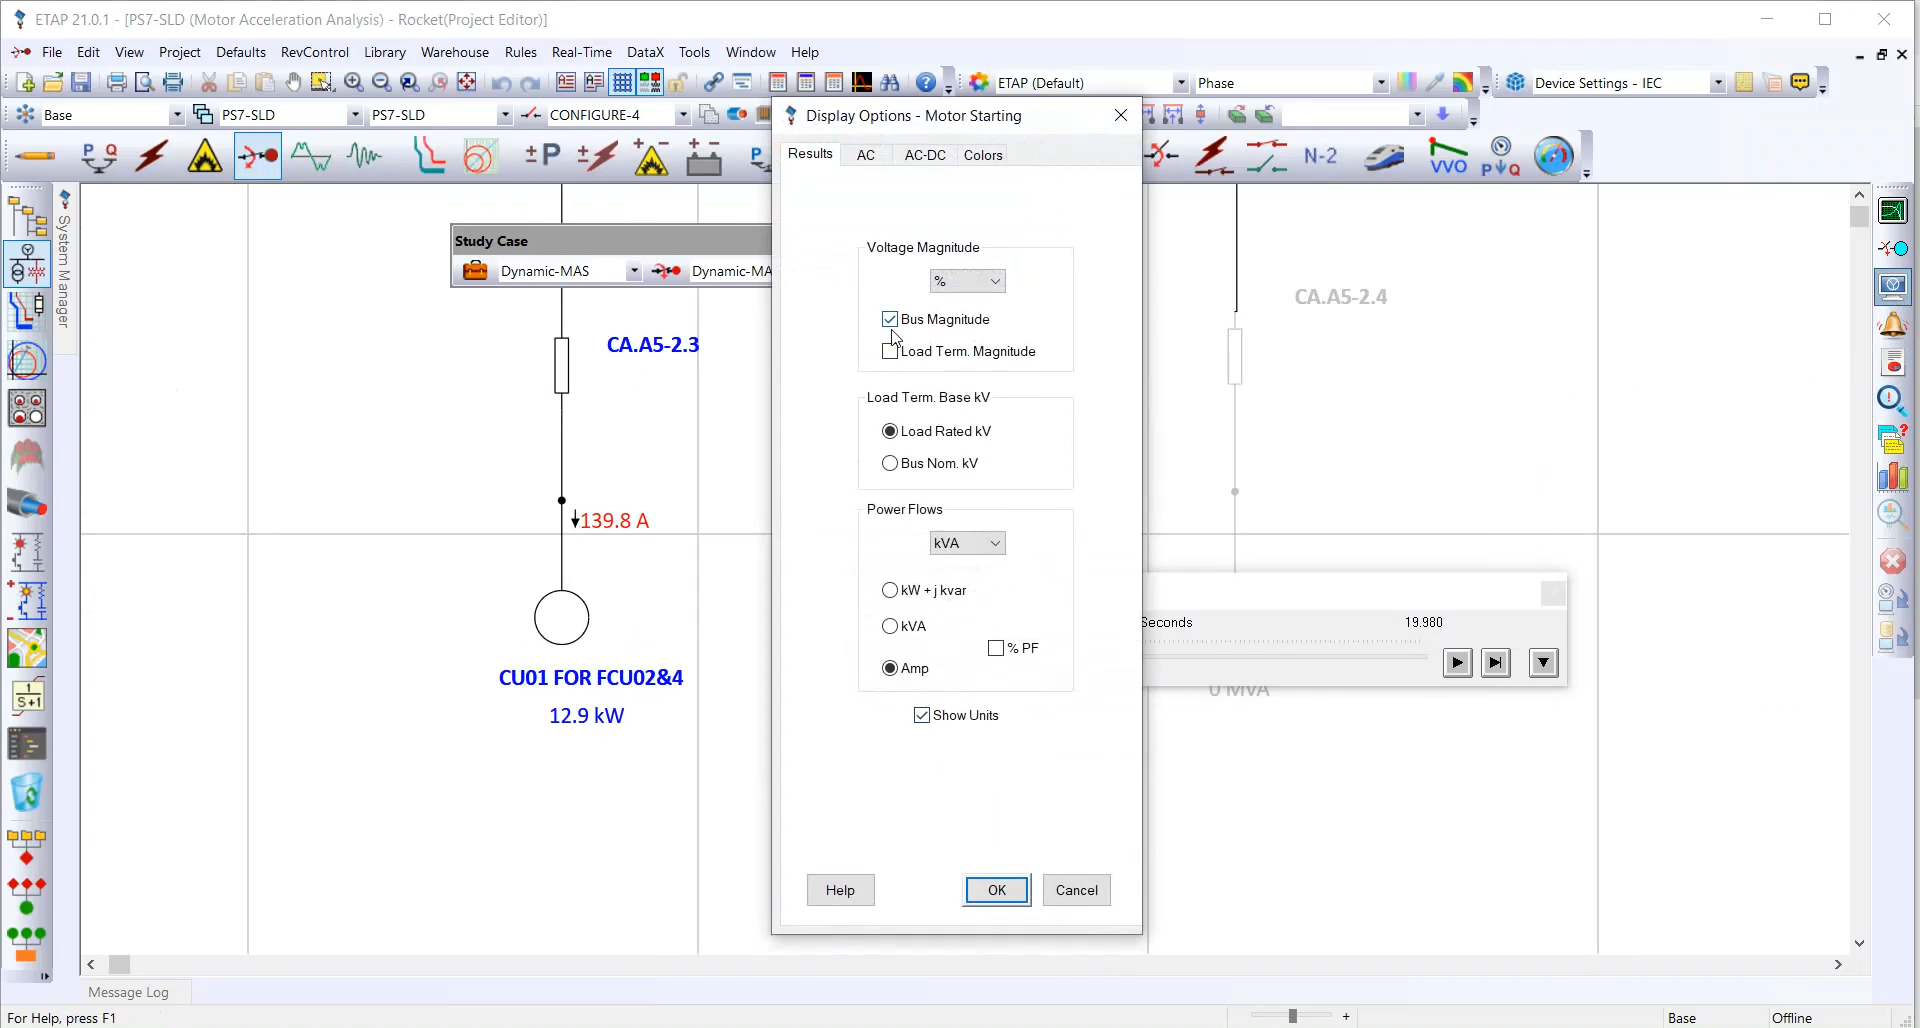 ETAP 21.0.1 - [PS7-SLD (Motor Acceleration Analysis) - Rocket(Project Editor)]
File Edit View Project Defaults RevControl Library Warehouse Rules Real-Time DataX Tools Window Help
ETAP (Default) Phase Device Settings - IEC
Base PS7-SLD PS7-SLD CONFIGURE-4
Display Options - Motor Starting
P Q
± P
N-2
VVO
P Q
Results AC AC-DC Colors
System Manager
Study Case
Dynamic-MAS Dynamic-MA
Voltage Magnitude
%
Bus Magnitude
Load Term. Magnitude
CA.A5-2.3
CA.A5-2.4
Load Term. Base kV
Load Rated kV
Bus Nom. kV
139.8 A
Power Flows
kVA
kW + j kvar
kVA
% PF
Amp
Show Units
Seconds 19.980
0 MVA
CU01 FOR FCU02&4
12.9 kW
1
S+1
Help OK Cancel
Message Log
For Help, press F1
Base Offline